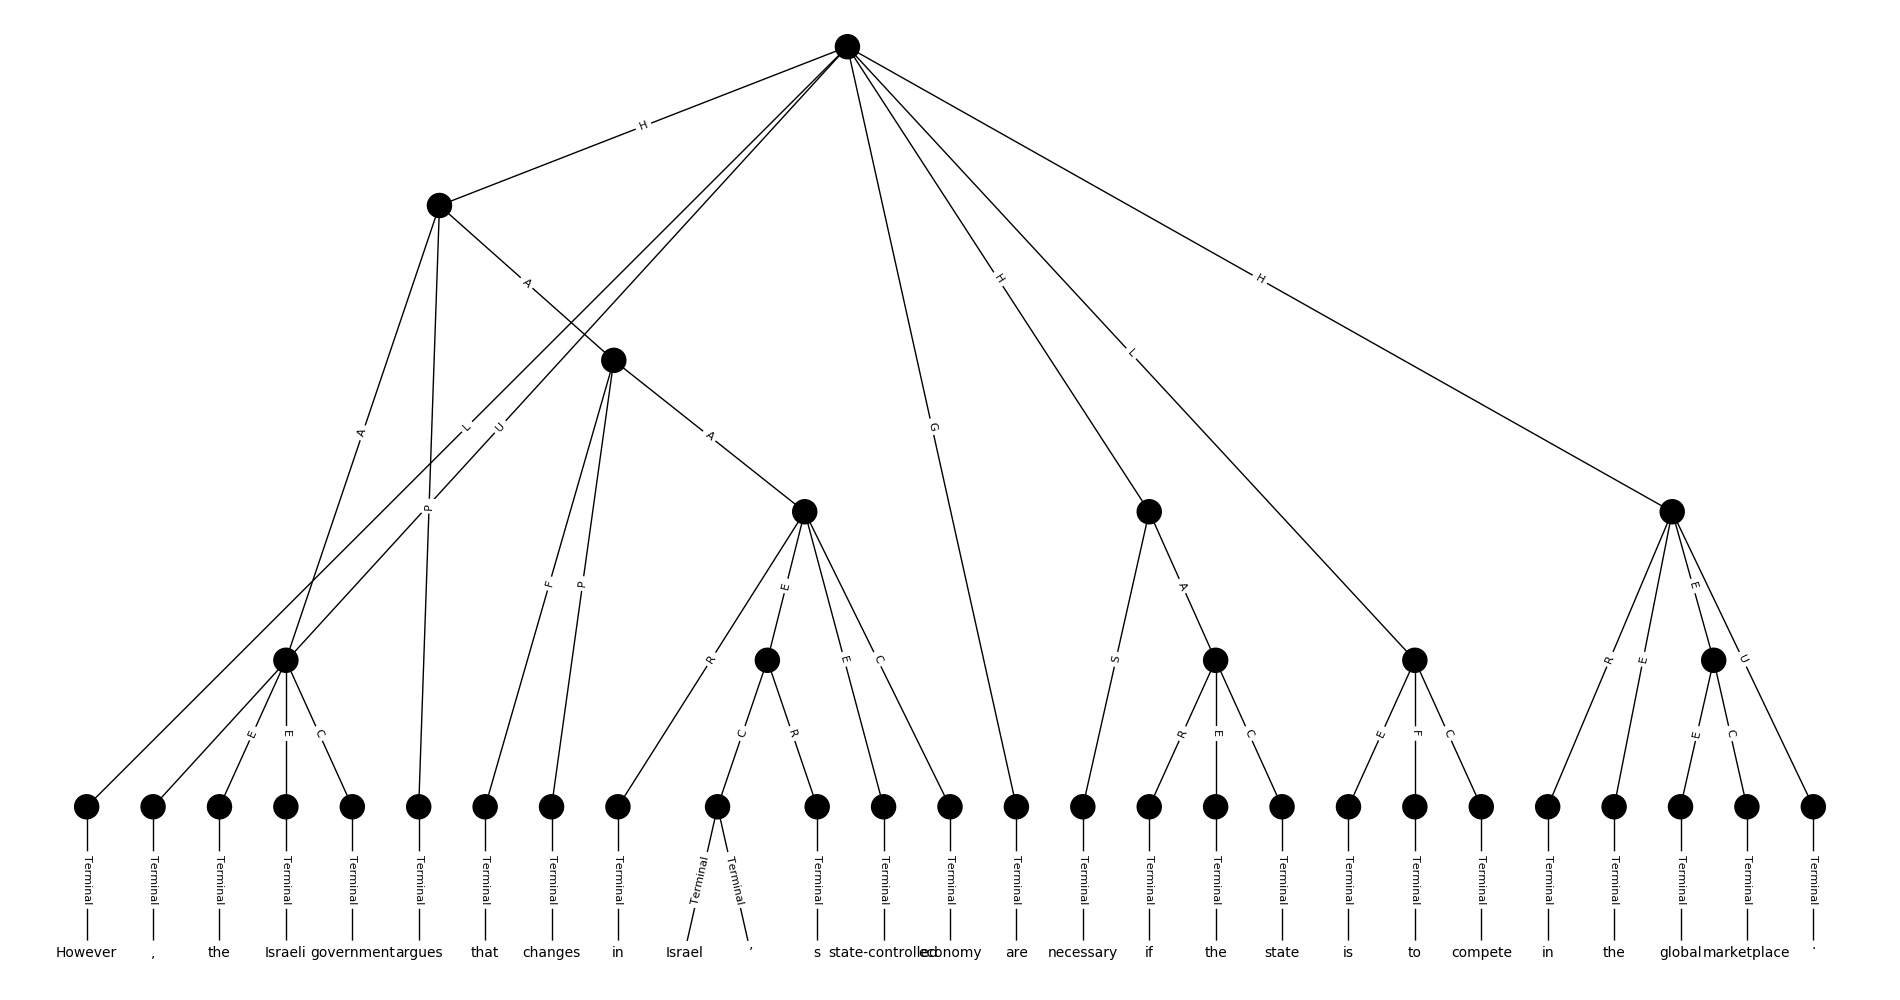 H
A
H
H
L
L
U
G
A
A
P
F
P
E
E
A
R
E
C
S
R
E
U
E
E
C
C
R
R
E
C
E
F
C
E
C
Terminal Terminal Terminal Terminal Terminal Terminal Terminal Terminal Terminal Terminal Terminal Terminal Terminal Terminal Terminal Terminal Terminal Terminal Terminal Terminal Terminal Terminal Terminal Terminal Terminal Terminal Terminal
However , the Israeli government argues that changes in Israel ' s state-controlled economy are necessary if the state is to compete in the global marketplace .